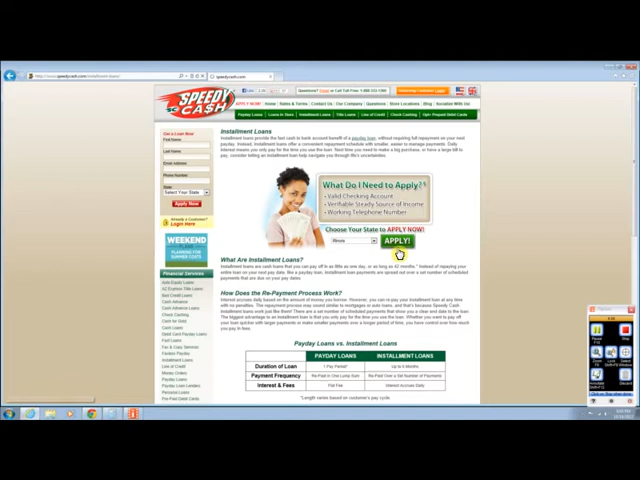 http://www.speedycash.com/installment-loans/
speedycash.com
SPEEDY
CASH
Questions? Email or Call Toll Free: 1-888-333-1360
APPLY NOW! | Home | Rates & Terms | Contact Us | Our Company | Questions | Store Locations | Blog | Socialize With Us!
Payday Loans | Loans In Store | Installment Loans | Title Loans | Line of Credit | Check Cashing | Opt+ Prepaid Debit Cards
Get a Loan Now
First Name
Last Name
Email Address
Phone Number
State
Select Your State
Apply Now
Already a Customer?
Log In
WEEKEND
PLANNING FOR
SUMMER COSTS
Financial Services
Auto Equity Loans
AZ Express Title Loans
Bad Credit Loans
Cash Advance
Cash Advance Loans
Check Cashing
Cash for Gold
Cash Loans
Debit Card Payday Loans
Fast Loans
Fax & Copy Services
Faxless Payday
Installment Loans
Line of Credit
Money Orders
Payday Loans
Payday Loan Lenders
Personal Loans
Pre-Paid Debit Cards
Installment Loans
Installment loans provide the fast cash to bank account benefit of a payday loan, without requiring full repayment on your next
payday. Instead, installment loans offer a convenient repayment schedule with smaller, easier to manage payments. Daily
interest means you only pay for the time you use the loan. Next time you need to make a big purchase, or have a large bill to
pay, consider letting an installment loan help navigate you through life's uncertainties.
What Do I Need to Apply?
• Valid Checking Account
• Verifiable Steady Source of Income
• Working Telephone Number
Choose Your State to APPLY NOW!
Illinois
APPLY!
What Are Installment Loans?
Installment loans are cash loans that you can pay off in as little as one day, or as long as 42 months.* Instead of repaying your
entire loan on your next pay date, like a payday loan, installment loan payments are spread out over a set number of scheduled
payments that are due on your pay dates.
How Does the Re-Payment Process Work?
Interest accrues daily based on the amount of money you borrow. However, you can re-pay your installment loan at any time
with no penalties. The repayment process may sound similar to mortgages, auto loans, or student loans, that's because Speedy Cash
Installment loans work just like them! There are a set number of payments that show you a clear end date to the loan.
The biggest advantage to an installment loan is that you only pay for the time you use the loan. You can pay your loan off
quicker with larger payments or make smaller payments over a longer period of time, you have control over how much
you pay in interest.
Payday Loans vs. Installment Loans
PAYDAY LOANS INSTALLMENT LOANS
Duration of Loan 1 Pay Period* Up to 6 Months
Payment Frequency Re-Paid in One Lump Sum Re-Paid Over a Set Number of Payments
Interest & Fees Flat Fee Interest Accrues Daily
*Length varies based on customer's pay cycle.
Pause
Stop
Zoom
Lock
Select
Window
Annotate
Discard